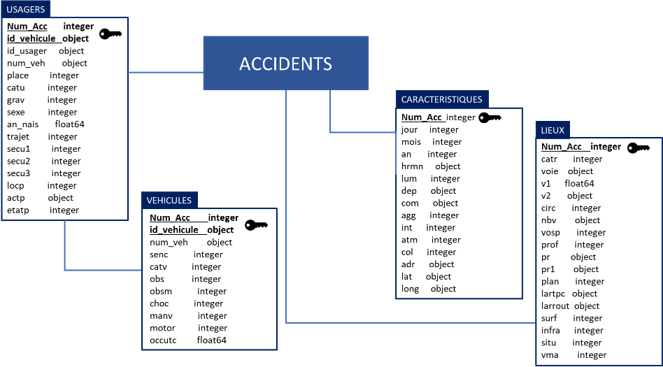 USAGERS
Num_Acc integer
id_vehicule object
id_usager object
num_veh object
place integer
catu integer
grav integer
sexe integer
an_nais float64
trajet integer
secu1 integer
secu2 integer
secu3 integer
locp integer
actp object
etatp integer
ACCIDENTS
VEHICULES
Num_Acc integer
id_vehicule object
num_veh object
senc integer
catv integer
obs integer
obsm integer
choc integer
manv integer
motor integer
occutc float64
CARACTERISTIQUES
Num_Acc integer
jour integer
mois integer
an integer
hrmn object
lum integer
dep object
com object
agg integer
int integer
atm integer
col integer
adr object
lat object
long object
LIEUX
Num_Acc integer
catr integer
voie object
v1 float64
v2 object
circ integer
nbv object
vosp integer
prof integer
pr object
pr1 object
plan integer
lartpc object
larrout object
surf integer
infra integer
situ integer
vma integer